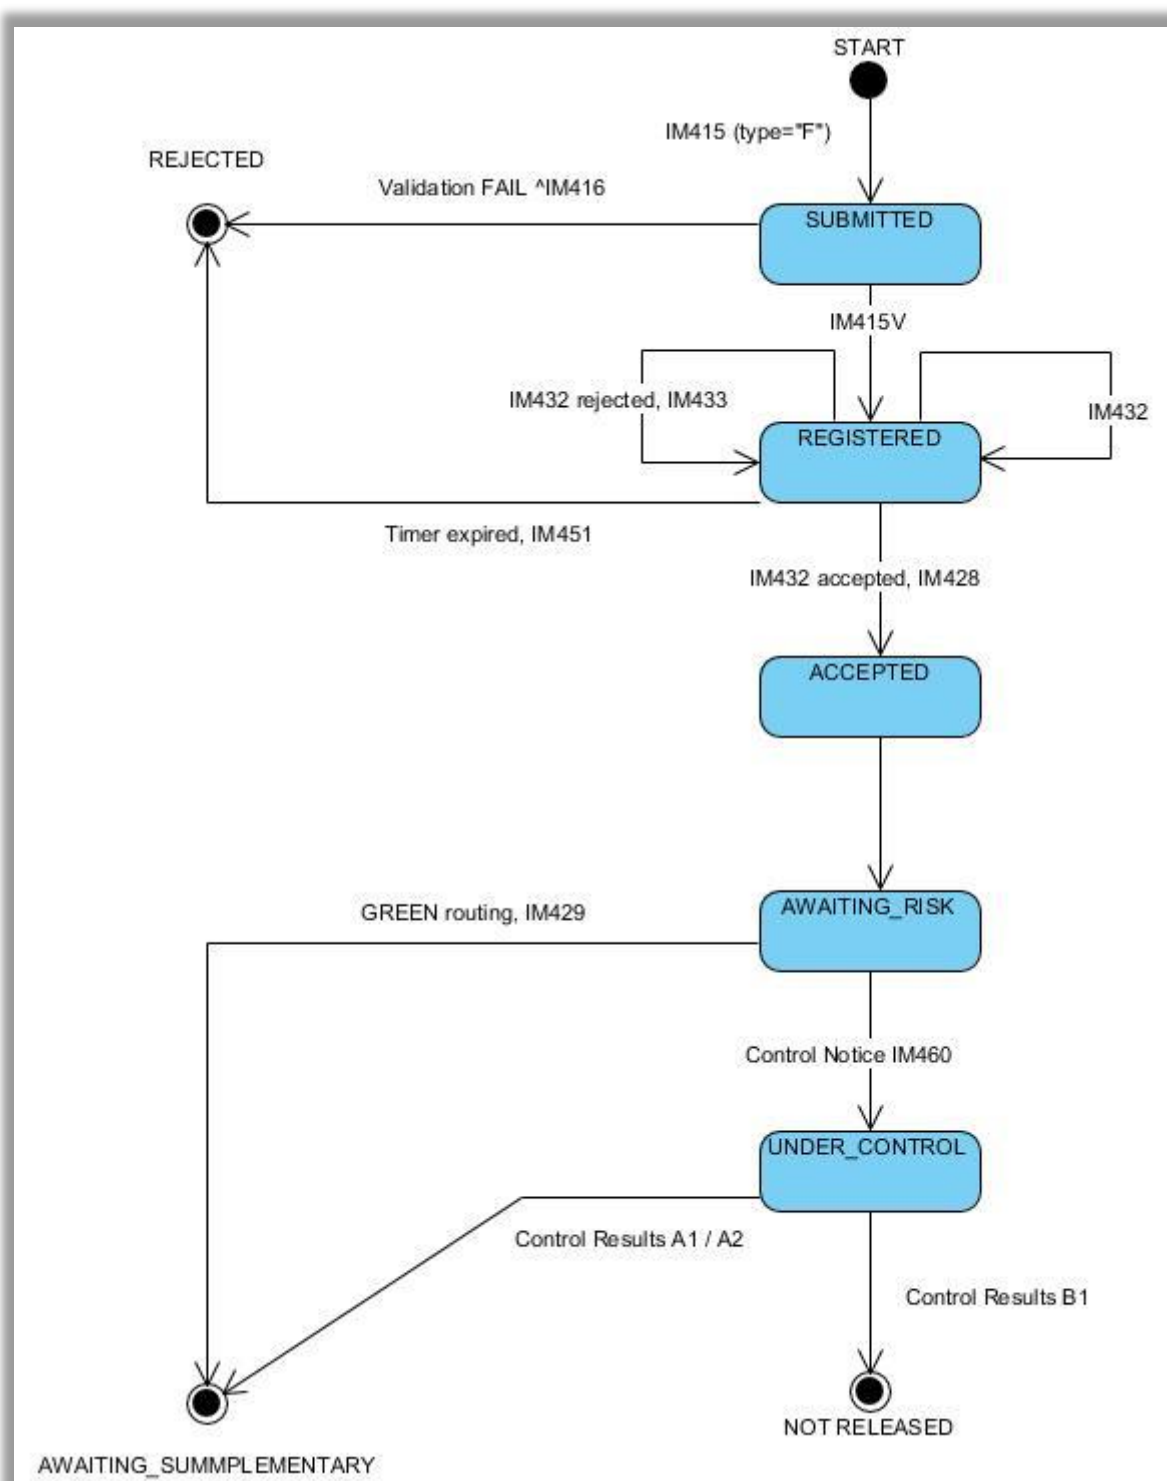 START
IM415 (type="F")
REJECTED
Validation FAIL ^IM416
SUBMITTED
IM415V
IM432 rejected, IM433
IM432
REGISTERED
Timer expired, IM451
IM432 accepted, IM428
ACCEPTED
AWAITING_RISK
GREEN routing, IM429
Control Notice IM460
UNDER_CONTROL
Control Results A1 / A2
Control Results B1
NOT RELEASED
AWAITING_SUMMPLEMENTARY